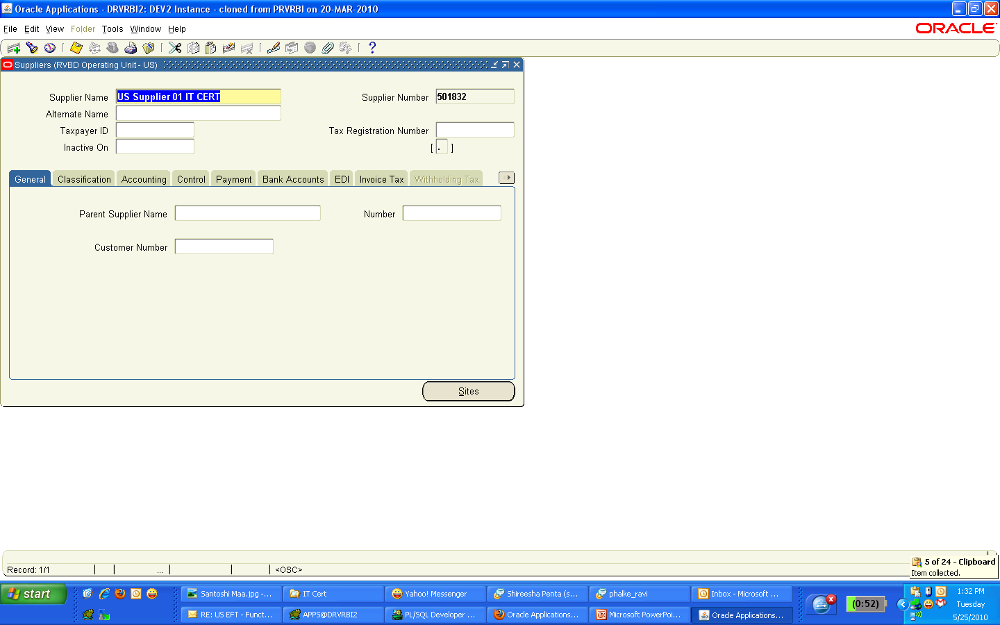 Oracle Applications - DRVRBI2: DEV2 Instance - cloned from PRVRBI on 20-MAR-2010
File Edit View Folder Tools Window Help
ORACLE
Suppliers (RVBD Operating Unit - US)
Supplier Name US Supplier 01 IT CERT Supplier Number 501832
Alternate Name
Taxpayer ID Tax Registration Number
Inactive On [ . ]
General Classification Accounting Control Payment Bank Accounts EDI Invoice Tax Withholding Tax
Parent Supplier Name Number
Customer Number
Sites
5 of 24 - Clipboard
Item collected.
Record: 1/1 ... <OSC>
start Santoshi Maa.jpg -... IT Cert Yahoo! Messenger Shireesha Penta (s... phalke_ravi Inbox - Microsoft ... 1:32 PM
(0:52) Tuesday
RE: US EFT - Funct... APPS@DRVRBI2 PL/SQL Developer ... Oracle Applications... Microsoft PowerPoi... Oracle Applications... 5/25/2010